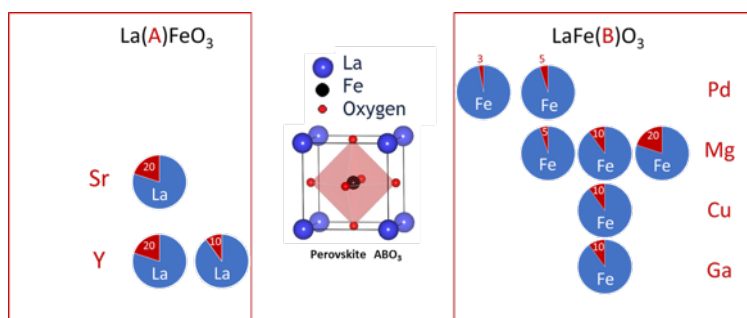 La(A)FeO₃
Sr
20
La
Y
20
La
10
La
La
Fe
Oxygen
Perovskite ABO₃
LaFe(B)O₃
3
Fe
5
Fe
Pd
5
Fe
10
Fe
20
Fe
Mg
10
Fe
Cu
10
Fe
Ga